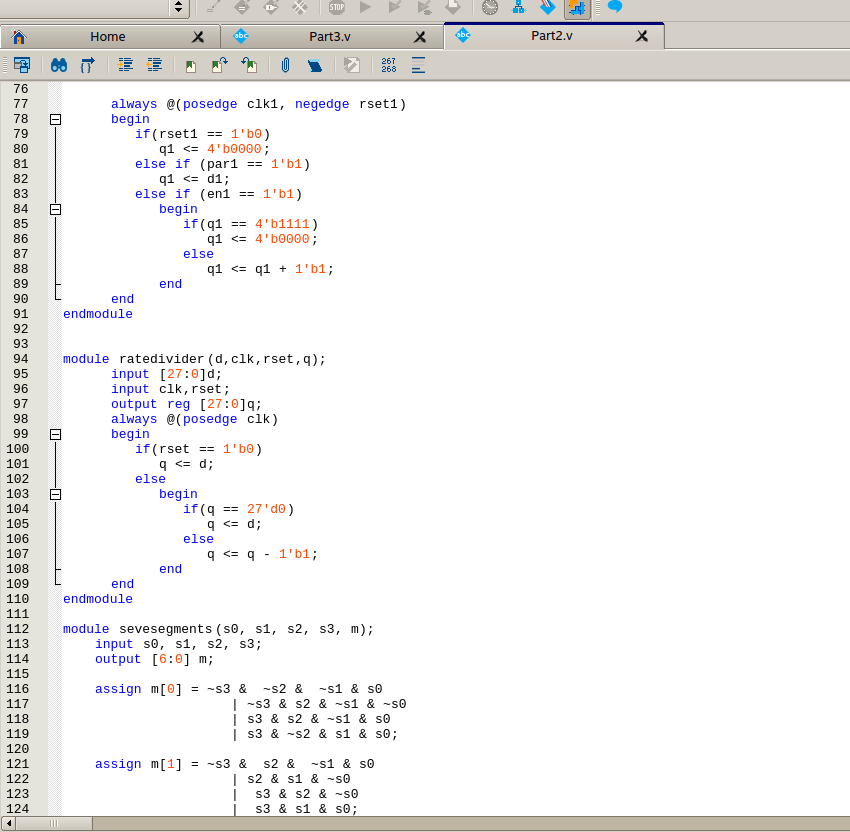 STOP
Home
abc Part3.v
abc Part2.v
267
268
76
77 always @(posedge clk1, negedge rset1)
78 begin
79 if(rset1 == 1'b0)
80 q1 <= 4'b0000;
81 else if (par1 == 1'b1)
82 q1 <= d1;
83 else if (en1 == 1'b1)
84 begin
85 if(q1 == 4'b1111)
86 q1 <= 4'b0000;
87 else
88 q1 <= q1 + 1'b1;
89 end
90 end
91 endmodule
92
93
94 module ratedivider(d,clk,rset,q);
95 input [27:0]d;
96 input clk,rset;
97 output reg [27:0]q;
98 always @(posedge clk)
99 begin
100 if(rset == 1'b0)
101 q <= d;
102 else
103 begin
104 if(q == 27'd0)
105 q <= d;
106 else
107 q <= q - 1'b1;
108 end
109 end
110 endmodule
111
112 module sevesegments(s0, s1, s2, s3, m);
113 input s0, s1, s2, s3;
114 output [6:0] m;
115
116 assign m[0] = ~s3 &  ~s2 &  ~s1 & s0
117 | ~s3 & s2 & ~s1 & ~s0
118 | s3 & s2 & ~s1 & s0
119 | s3 & ~s2 & s1 & s0;
120
121 assign m[1] = ~s3 &  s2 &  ~s1 & s0
122 | s2 & s1 & ~s0
123 |  s3 & s2 & ~s0
124 |  s3 & s1 & s0;